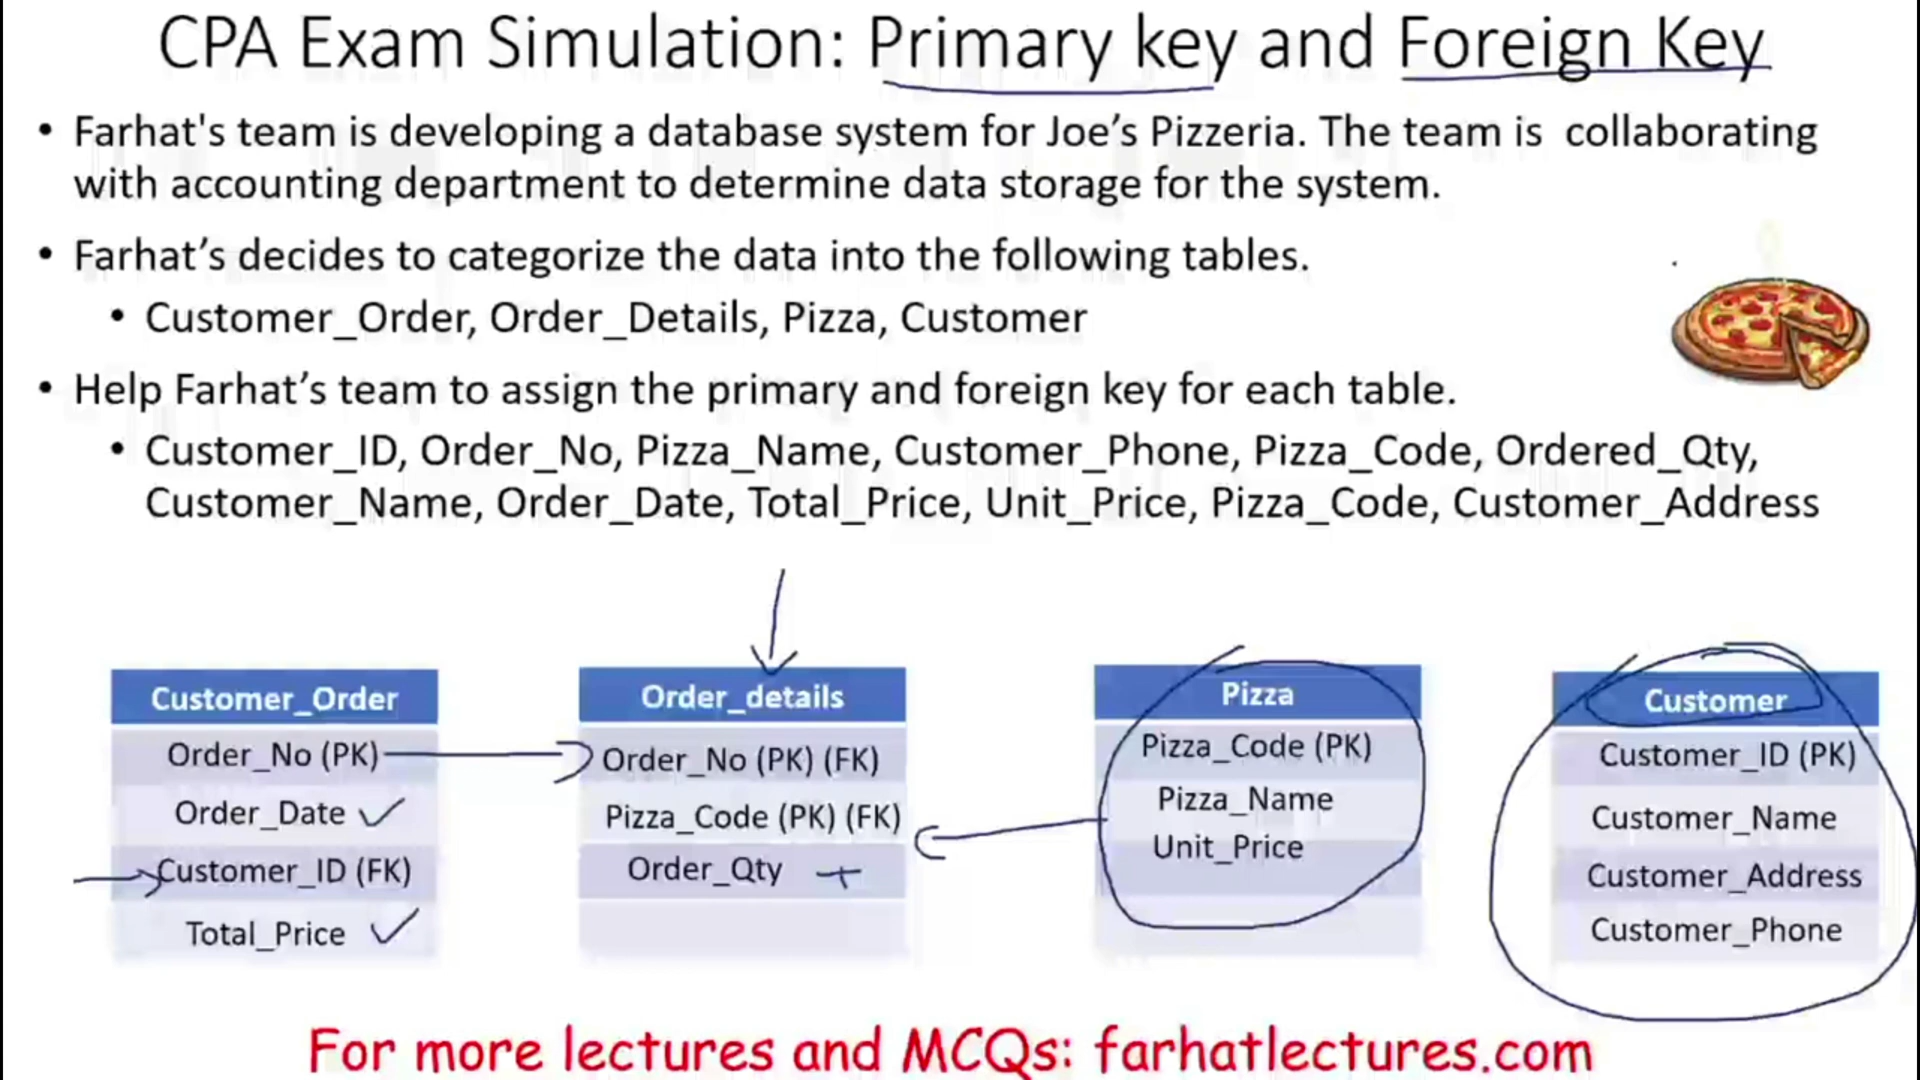 CPA Exam Simulation: Primary key and Foreign Key
• Farhat's team is developing a database system for Joe’s Pizzeria. The team is collaborating
with accounting department to determine data storage for the system.
• Farhat’s decides to categorize the data into the following tables.
• Customer_Order, Order_Details, Pizza, Customer
• Help Farhat’s team to assign the primary and foreign key for each table.
• Customer_ID, Order_No, Pizza_Name, Customer_Phone, Pizza_Code, Ordered_Qty,
Customer_Name, Order_Date, Total_Price, Unit_Price, Pizza_Code, Customer_Address
Customer_Order
Order_No (PK)
Order_Date
Customer_ID (FK)
Total_Price
Order_details
Order_No (PK) (FK)
Pizza_Code (PK) (FK)
Order_Qty
Pizza
Pizza_Code (PK)
Pizza_Name
Unit_Price
Customer
Customer_ID (PK)
Customer_Name
Customer_Address
Customer_Phone
For more lectures and MCQs: farhatlectures.com